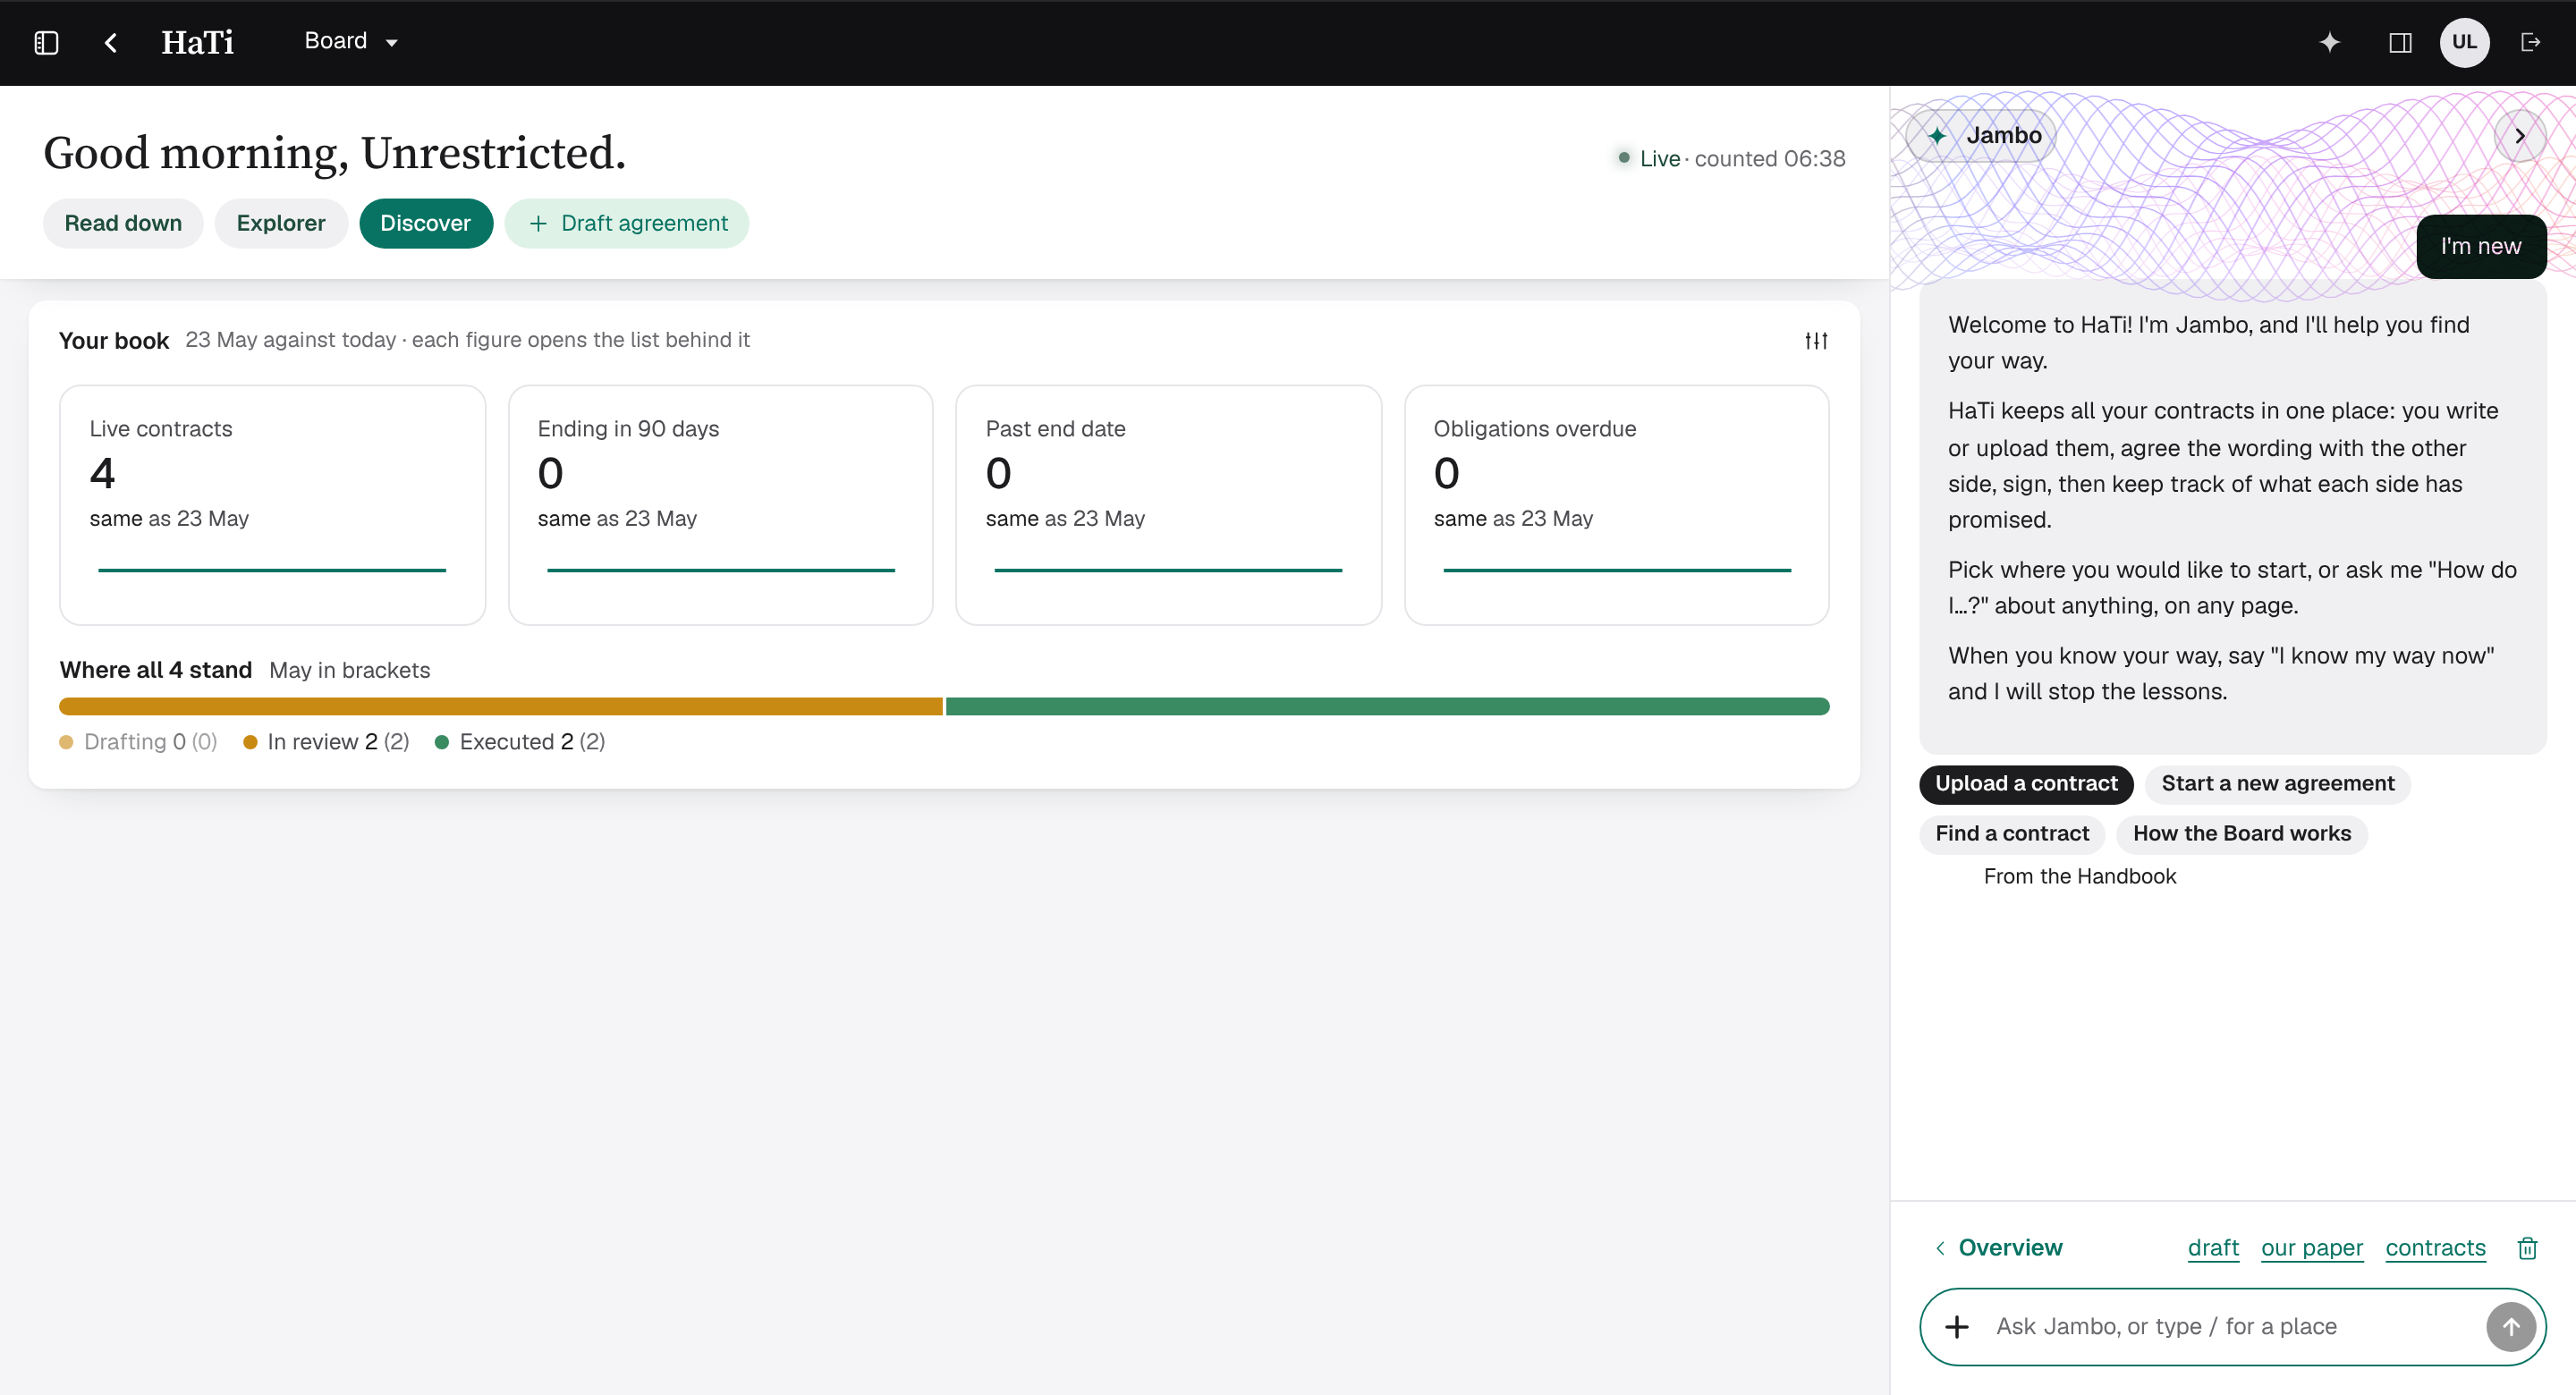 HaTi
Board
UL
Good morning, Unrestricted.
Live · counted 06:38
Read down
Explorer
Discover
+ Draft agreement
Your book 23 May against today · each figure opens the list behind it
Live contracts
4
same as 23 May
Ending in 90 days
0
same as 23 May
Past end date
0
same as 23 May
Obligations overdue
0
same as 23 May
Where all 4 stand May in brackets
Drafting 0 (0) In review 2 (2) Executed 2 (2)
Jambo
I'm new
Welcome to HaTi! I'm Jambo, and I'll help you find
your way.
HaTi keeps all your contracts in one place: you write
or upload them, agree the wording with the other
side, sign, then keep track of what each side has
promised.
Pick where you would like to start, or ask me "How do
I...?" about anything, on any page.
When you know your way, say "I know my way now"
and I will stop the lessons.
Upload a contract
Start a new agreement
Find a contract
How the Board works
From the Handbook
Overview
draft
our paper
contracts
Ask Jambo, or type / for a place